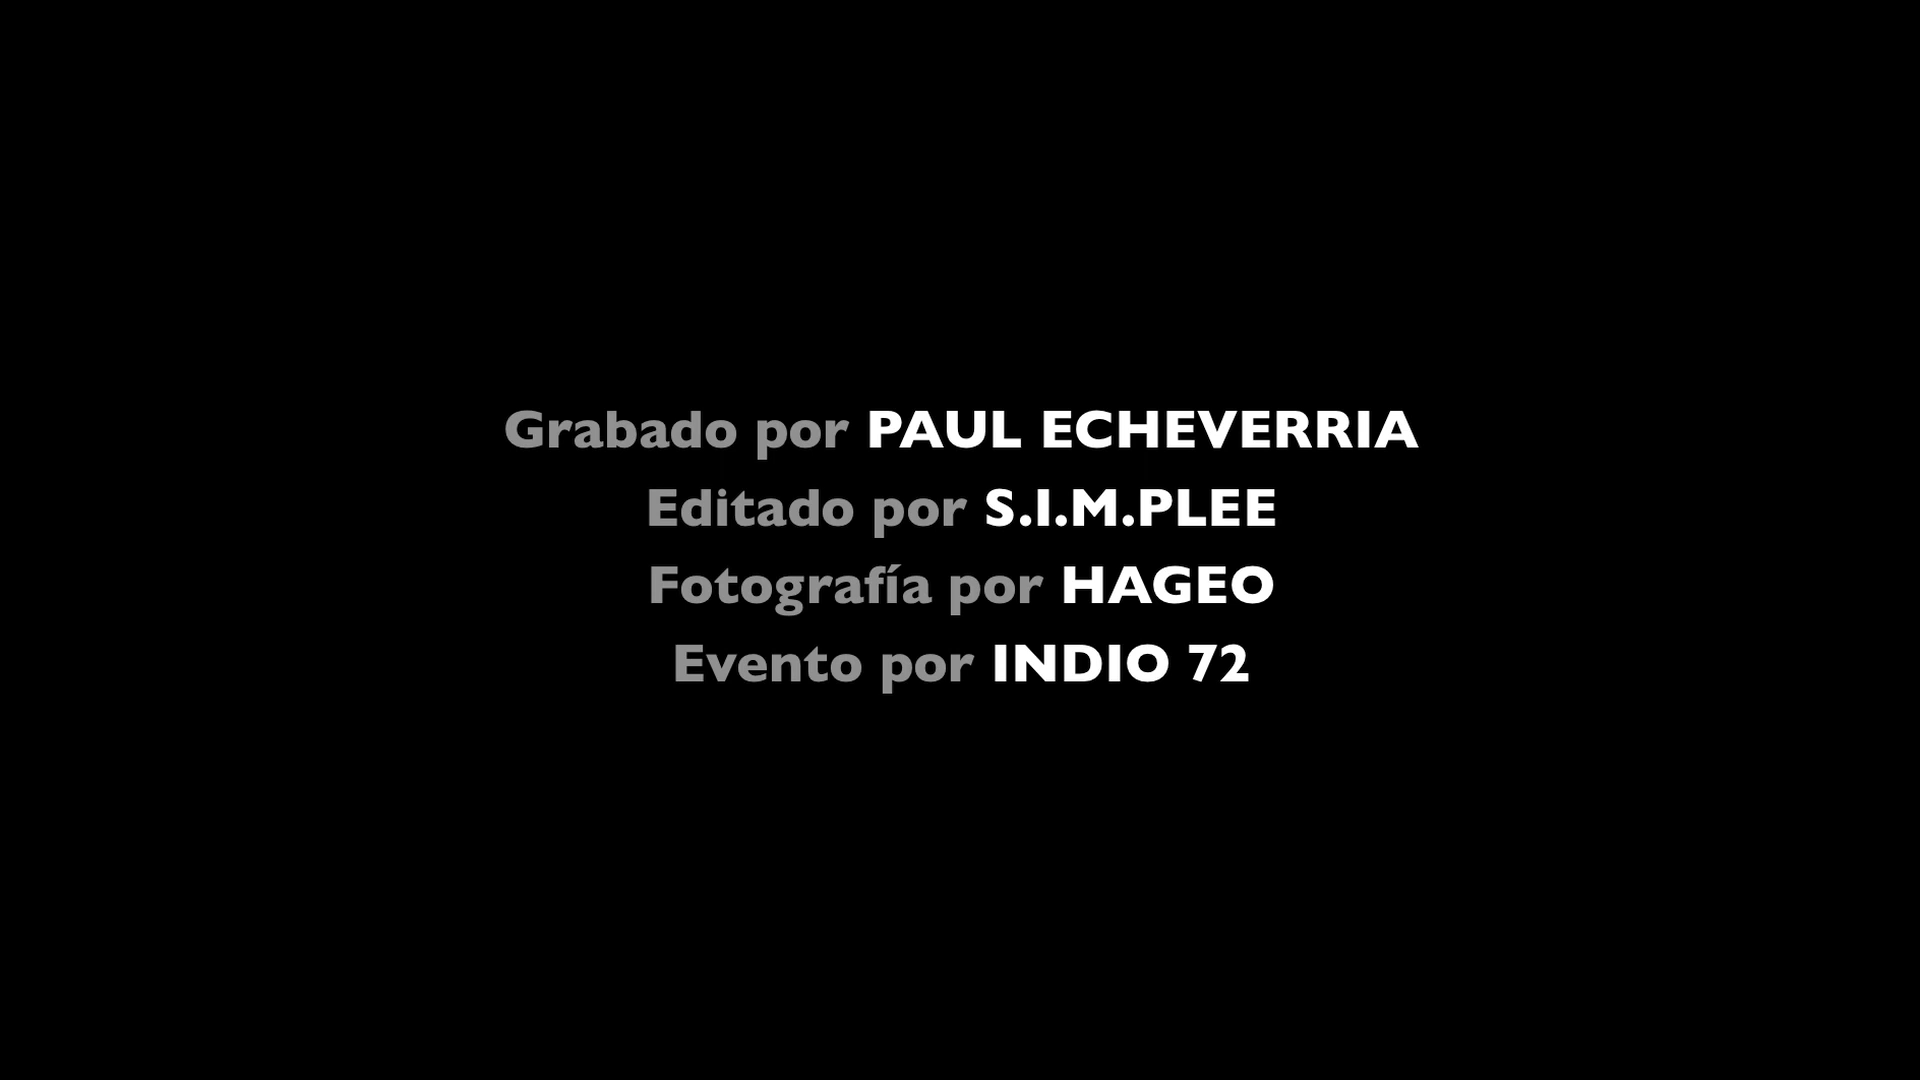 Grabado por PAUL ECHEVERRIA
Editado por S.I.M.PLEE
Fotografía por HAGEO
Evento por INDIO 72